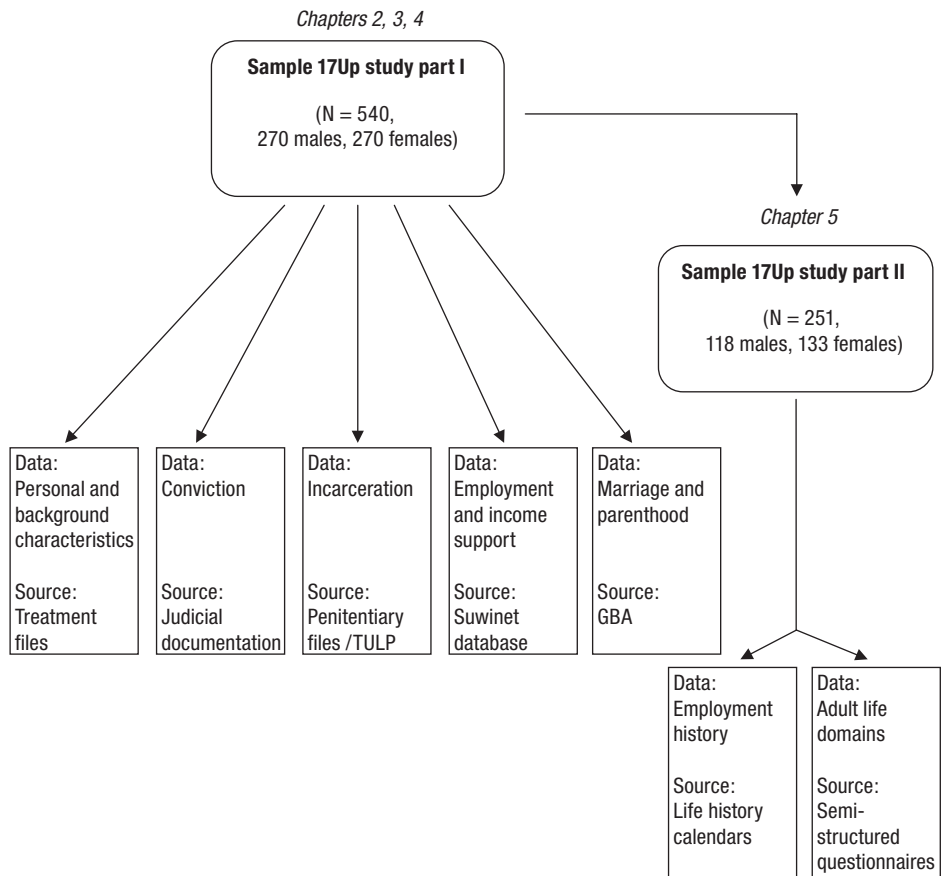 Chapters 2, 3, 4
Sample 17Up study part I
(N = 540,
270 males, 270 females)
Chapter 5
Sample 17Up study part II
(N = 251,
118 males, 133 females)
Data:
Personal and
background
characteristics
Source:
Treatment
files
Data:
Conviction
Source:
Judicial
documentation
Data:
Incarceration
Source:
Penitentiary
files /TULP
Data:
Employment
and income
support
Source:
Suwinet
database
Data:
Marriage and
parenthood
Source:
GBA
Data:
Employment
history
Source:
Life history
calendars
Data:
Adult life
domains
Source:
Semi-
structured
questionnaires